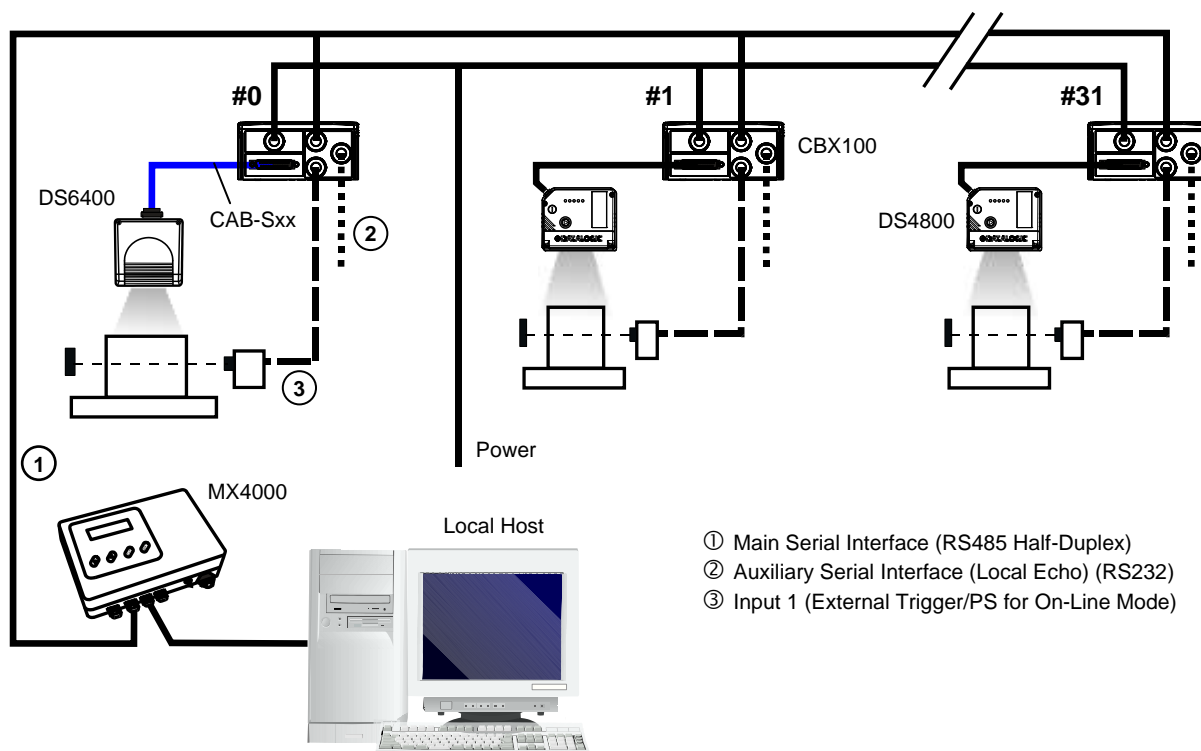 #0
#1
#31
CBX100
DS6400
CAB-Sxx
②
DS4800
DATALOGIC
DATALOGIC
③
Power
①
MX4000
Local Host
① Main Serial Interface (RS485 Half-Duplex)
② Auxiliary Serial Interface (Local Echo) (RS232)
③ Input 1 (External Trigger/PS for On-Line Mode)